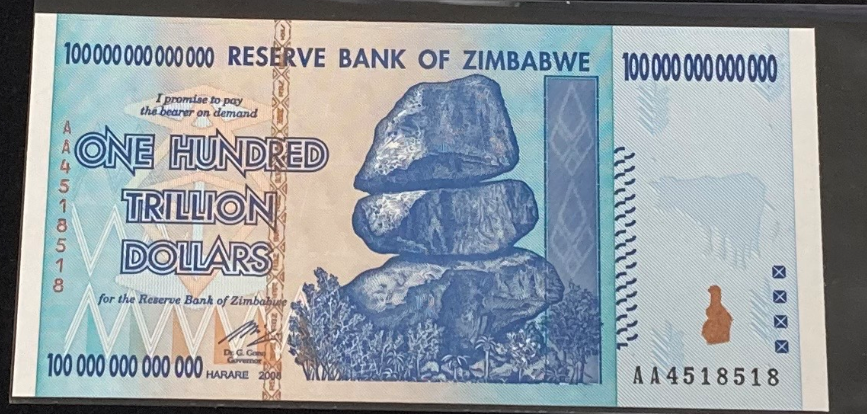 100 000 000 000 000 RESERVE BANK OF ZIMBABWE 100 000 000 000 000
I promise to pay
the bearer on demand
ONE HUNDRED
TRILLION
DOLLARS
for the Reserve Bank of Zimbabwe
Dr. G. Gono
Governor
100 000 000 000 000 HARARE 2008
AA4518518
AA4518518